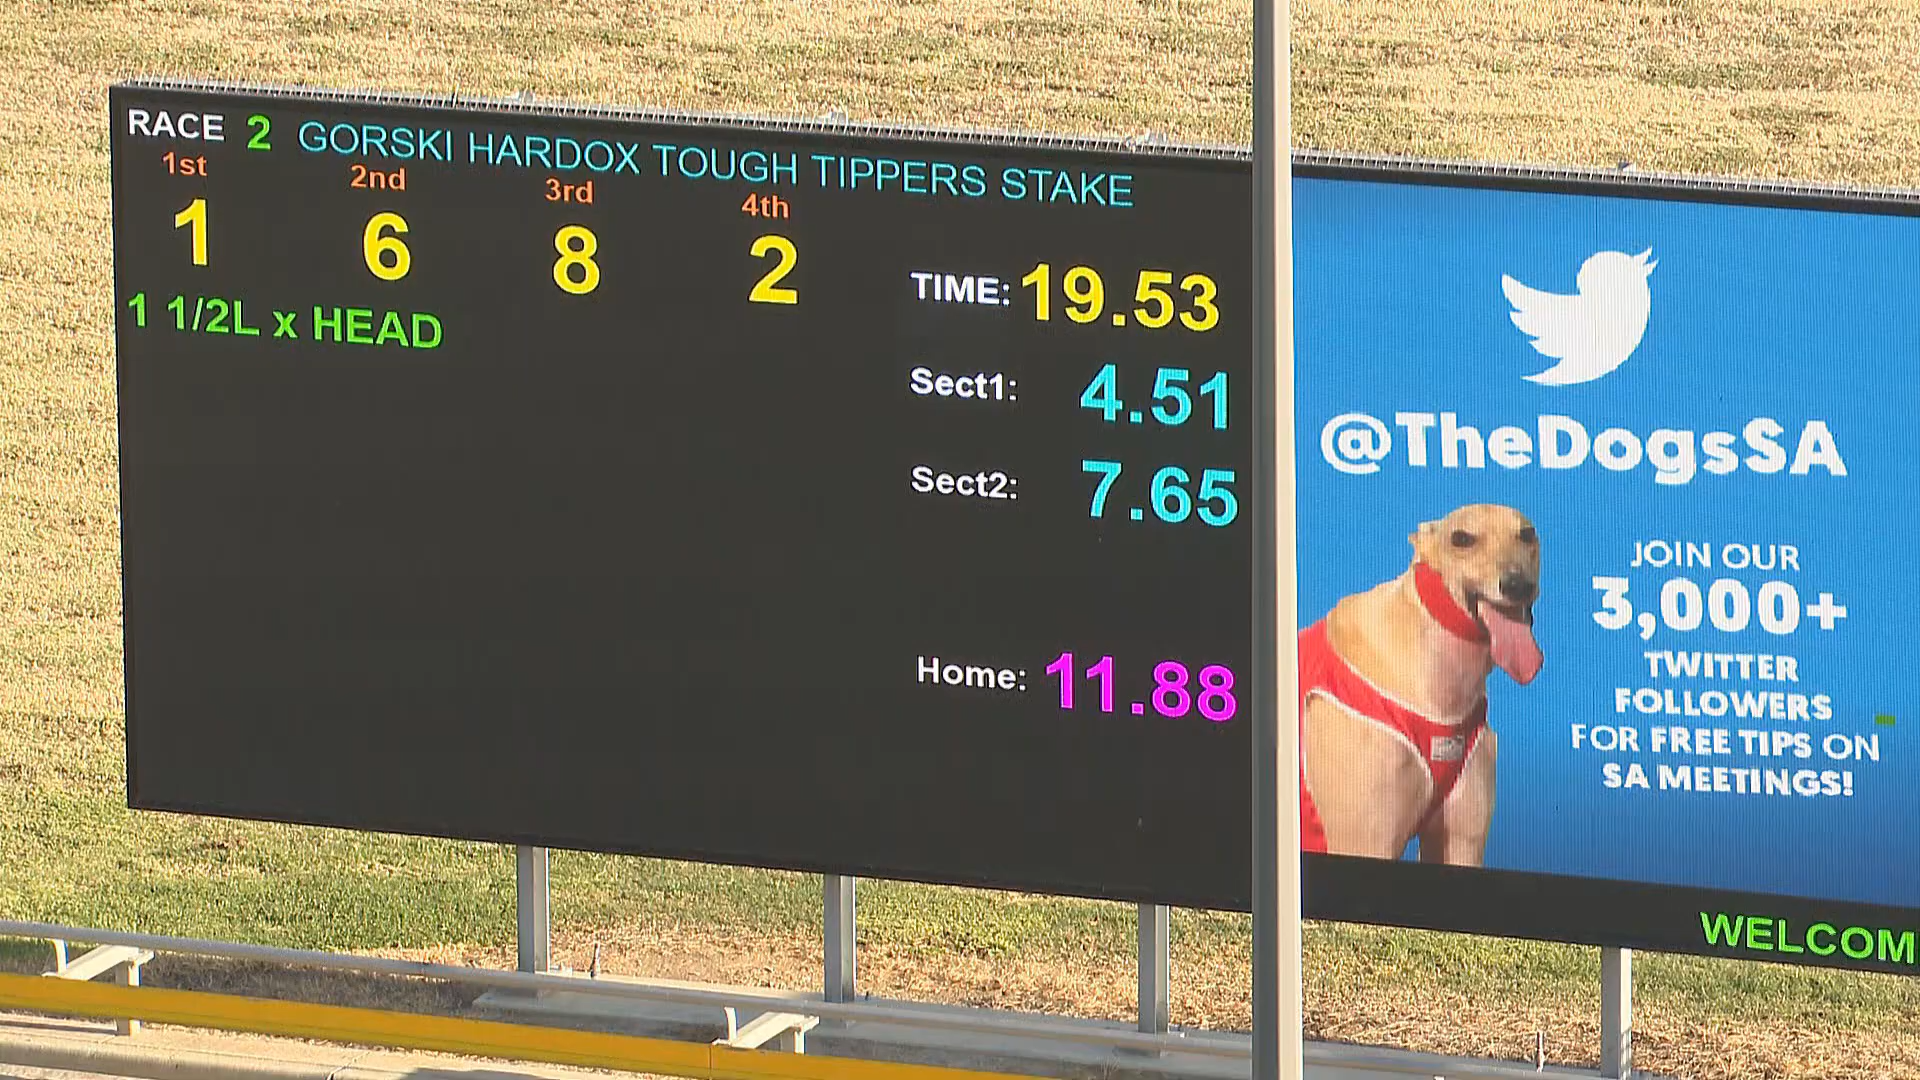 RACE 2 GORSKI HARDOX TOUGH TIPPERS STAKE
1st 2nd 3rd 4th
1 6 8 2
1 1/2L x HEAD
TIME: 19.53
Sect1: 4.51
Sect2: 7.65
Home: 11.88
@TheDogsSA
JOIN OUR
3,000+
TWITTER
FOLLOWERS
FOR FREE TIPS ON
SA MEETINGS!
WELCOM